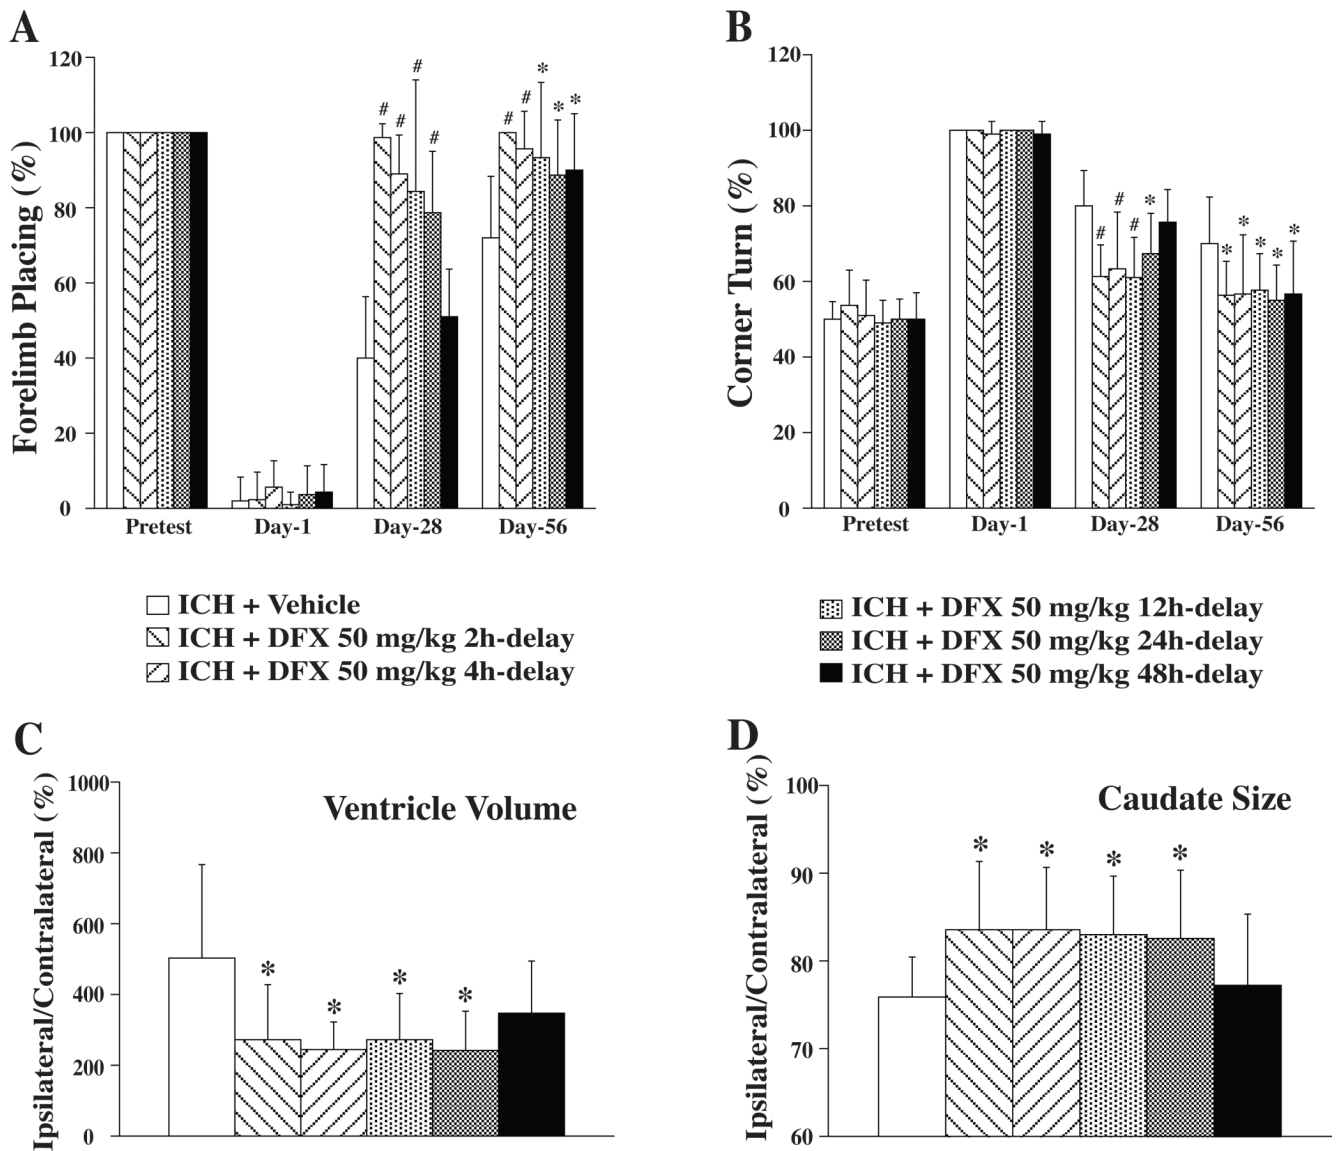 A
Forelimb Placing (%)
120
100
80
60
40
20
0
# # # #
# # * * *
Pretest Day-1 Day-28 Day-56
B
Corner Turn (%)
120
100
80
60
40
20
0
# # # *
* * * * *
Pretest Day-1 Day-28 Day-56
ICH + Vehicle
ICH + DFX 50 mg/kg 2h-delay
ICH + DFX 50 mg/kg 4h-delay
ICH + DFX 50 mg/kg 12h-delay
ICH + DFX 50 mg/kg 24h-delay
ICH + DFX 50 mg/kg 48h-delay
C
Ipsilateral/Contralateral (%)
Ventricle Volume
1000
800
600
400
200
0
* * * *
D
Ipsilateral/Contralateral (%)
Caudate Size
100
90
80
70
60
* * * *